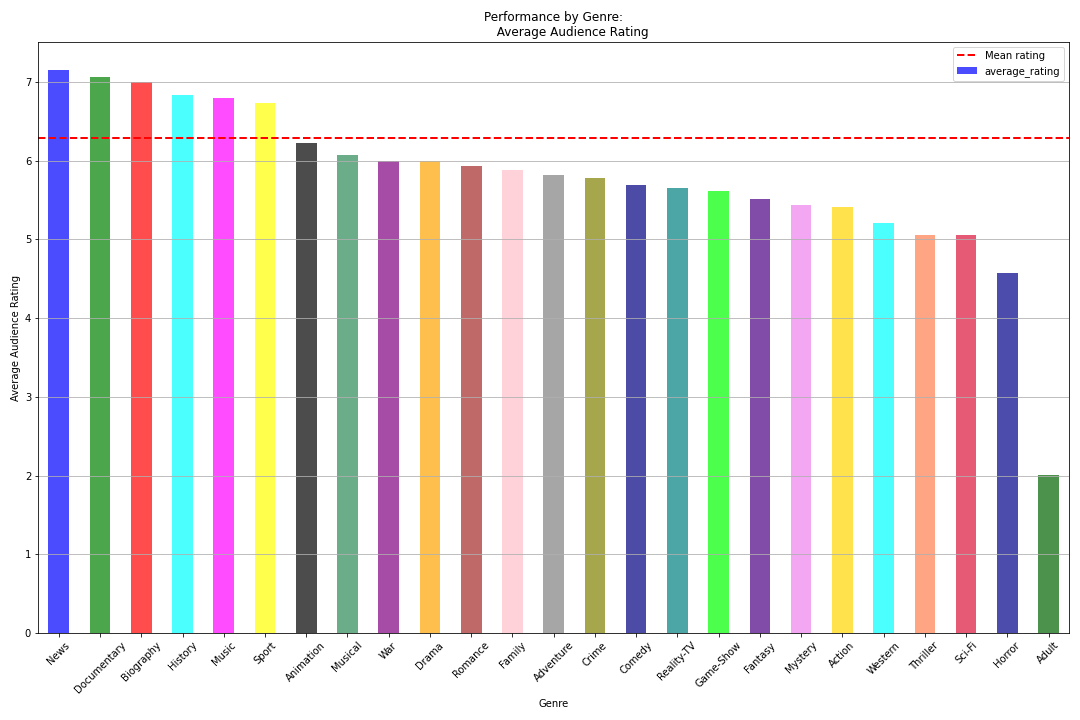 Performance by Genre:
Average Audience Rating
Mean rating
average_rating
Average Audience Rating
7
6
5
4
3
2
1
0
News
Documentary
Biography
History
Music
Sport
Animation
Musical
War
Drama
Romance
Family
Adventure
Crime
Comedy
Reality-TV
Game-Show
Fantasy
Mystery
Action
Western
Thriller
Sci-Fi
Horror
Adult
Genre